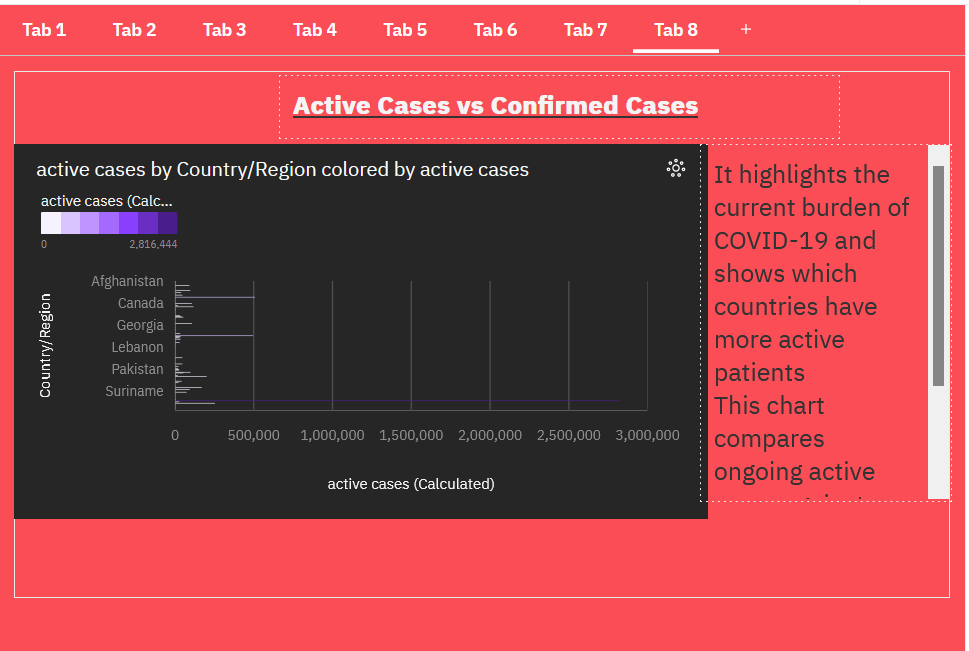 Tab 1 Tab 2 Tab 3 Tab 4 Tab 5 Tab 6 Tab 7 Tab 8 +
Active Cases vs Confirmed Cases
active cases by Country/Region colored by active cases
active cases (Calc...
0 2,816,444
Country/Region
Afghanistan
Canada
Georgia
Lebanon
Pakistan
Suriname
0 500,000 1,000,000 1,500,000 2,000,000 2,500,000 3,000,000
active cases (Calculated)
It highlights the
current burden of
COVID-19 and
shows which
countries have
more active
patients
This chart
compares
ongoing active